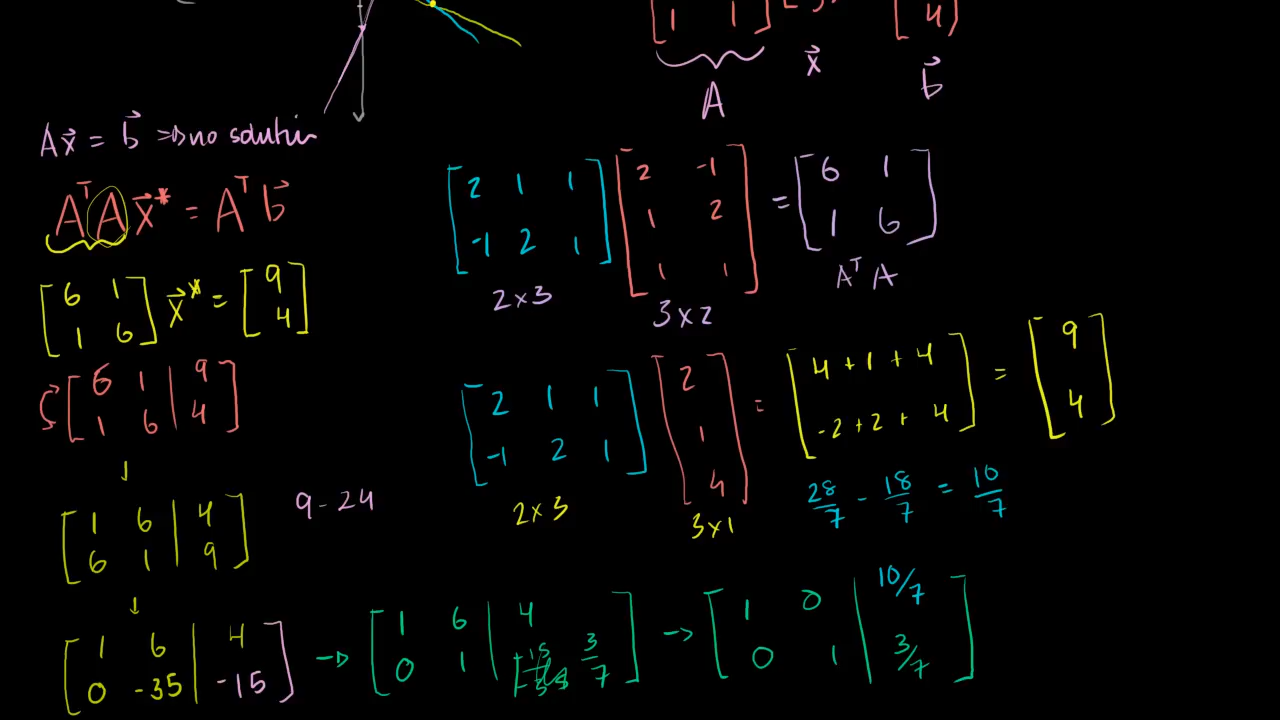 1 1
4
A
x⃗
b⃗
Ax⃗ = b⃗ ⇒ no solution
AᵀAx⃗* = Aᵀb⃗
[2 1 1
-1 2 1]
2×3
[2 -1
1 2
1 1]
3×2
= [6 1
1 6]
AᵀA
[6 1
1 6] x⃗* = [9
4]
[2 1 1
-1 2 1]
2×3
[2
1
4]
3×1
= [4 + 1 + 4
-2 + 2 + 4]
= [9
4]
[6 1 | 9
1 6 | 4]
↓
[1 6 | 4
6 1 | 9]
9 - 24
28/7 - 18/7 = 10/7
↓
[1 6 | 4
0 -35 | -15]
→ [1 6 | 4
0 1 | 3/7]
→ [1 0 | 10/7
0 1 | 3/7]